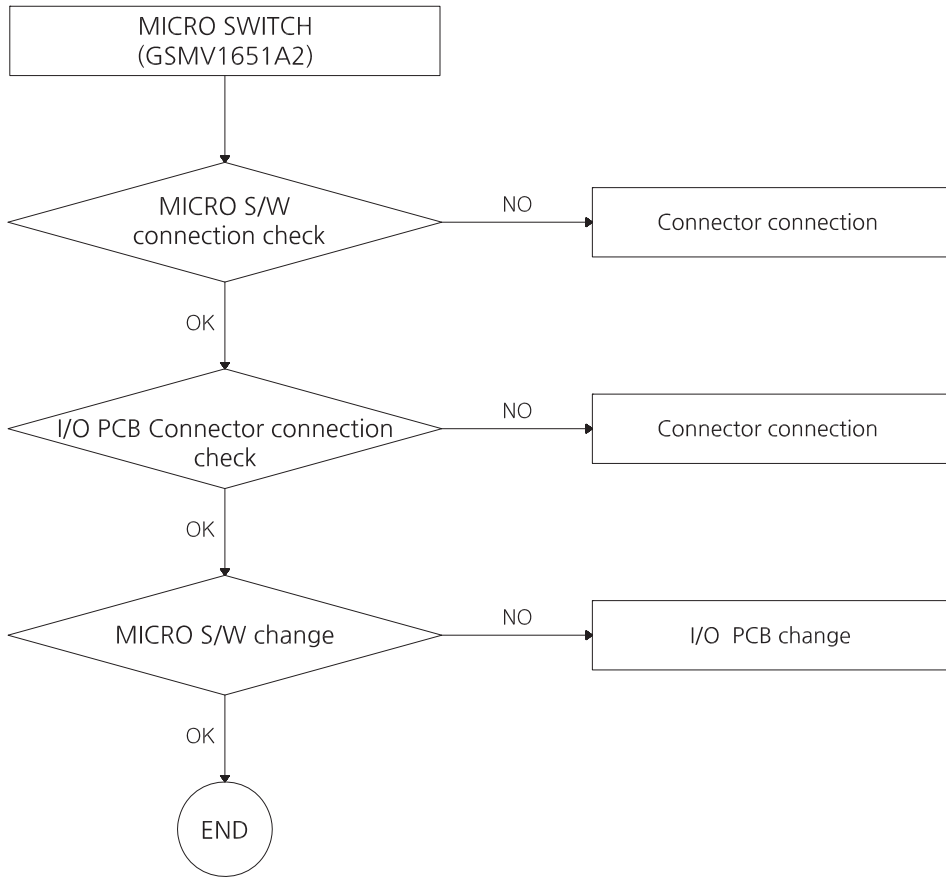 MICRO SWITCH
(GSMV1651A2)
MICRO S/W
connection check
NO
Connector connection
OK
I/O PCB Connector connection
check
NO
Connector connection
OK
MICRO S/W change
NO
I/O PCB change
OK
END